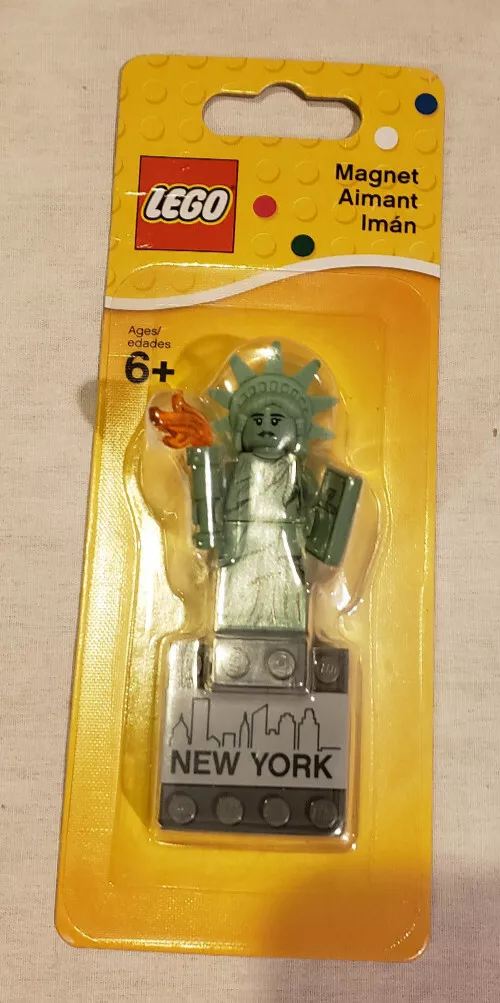 LEGO
Magnet
Aimant
Imán
Ages/
edades
6+
NEW YORK